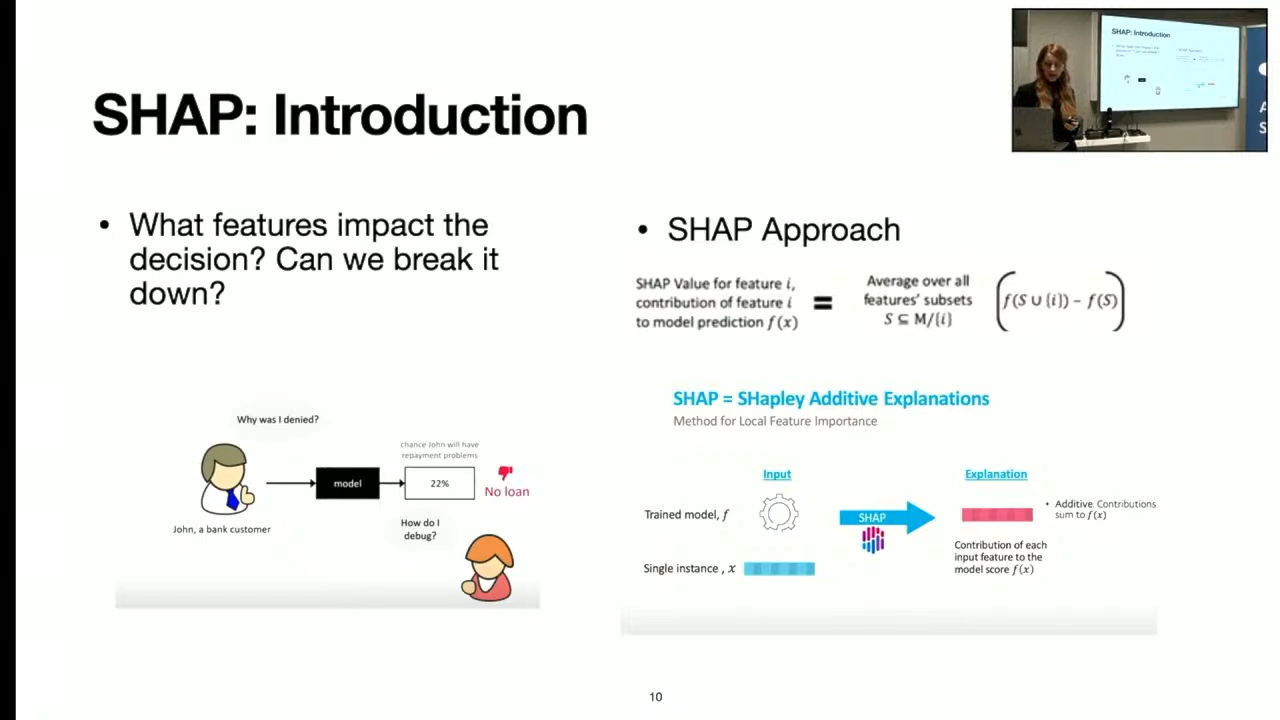 SHAP: Introduction
• What features impact the
decision? Can we break it
down?
Why was I denied?
chance John will have
repayment problems
model
22%
No loan
John, a bank customer
How do I
debug?
• SHAP Approach
SHAP Value for feature i,
contribution of feature i
to model prediction f(x)
=
Average over all
features' subsets
S ⊆ M/{i}
(f(S ∪ {i}) − f(S))
SHAP = SHapley Additive Explanations
Method for Local Feature Importance
Input
Explanation
Trained model, f
SHAP
• Additive. Contributions
sum to f(x)
Single instance, x
Contribution of each
input feature to the
model score f(x)
10
SHAP: Introduction